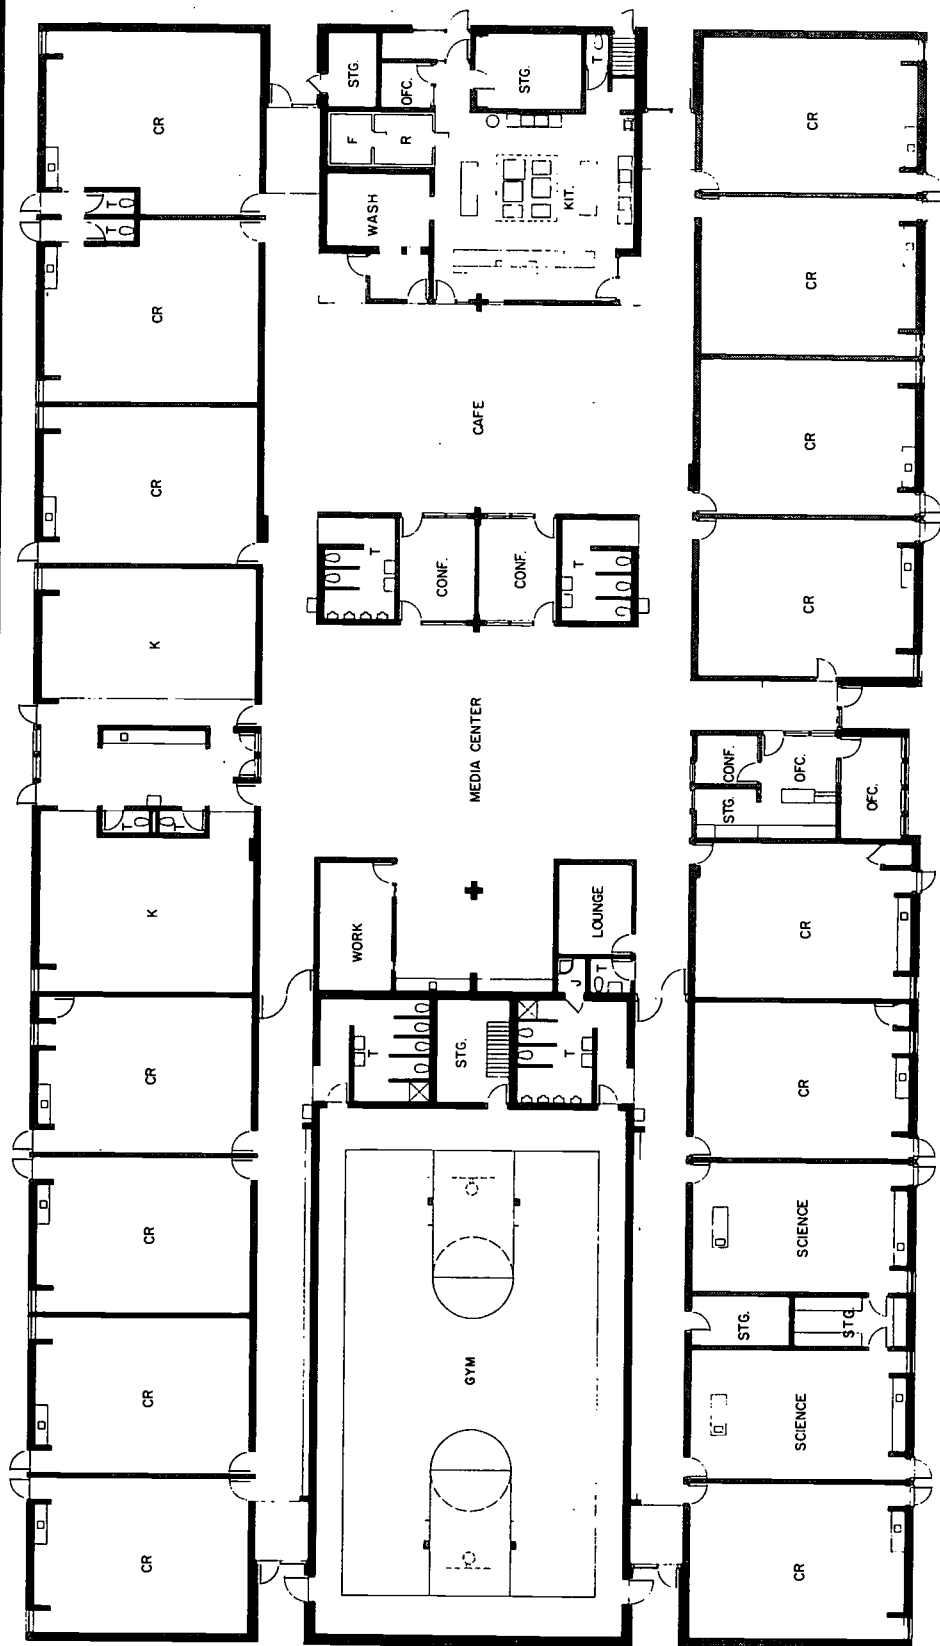 CR
T
T
CR
CR
K
T
T
K
CR
CR
CR
CR
STG.
OFC.
STG.
T
F
R
WASH
KIT.
CAFE
T
CONF.
CONF.
T
MEDIA CENTER
WORK
LOUNGE
J
T
T
STG.
T
GYM
CR
CR
CR
CR
CONF.
STG.
OFC.
OFC.
CR
CR
SCIENCE
STG.
STG.
SCIENCE
CR